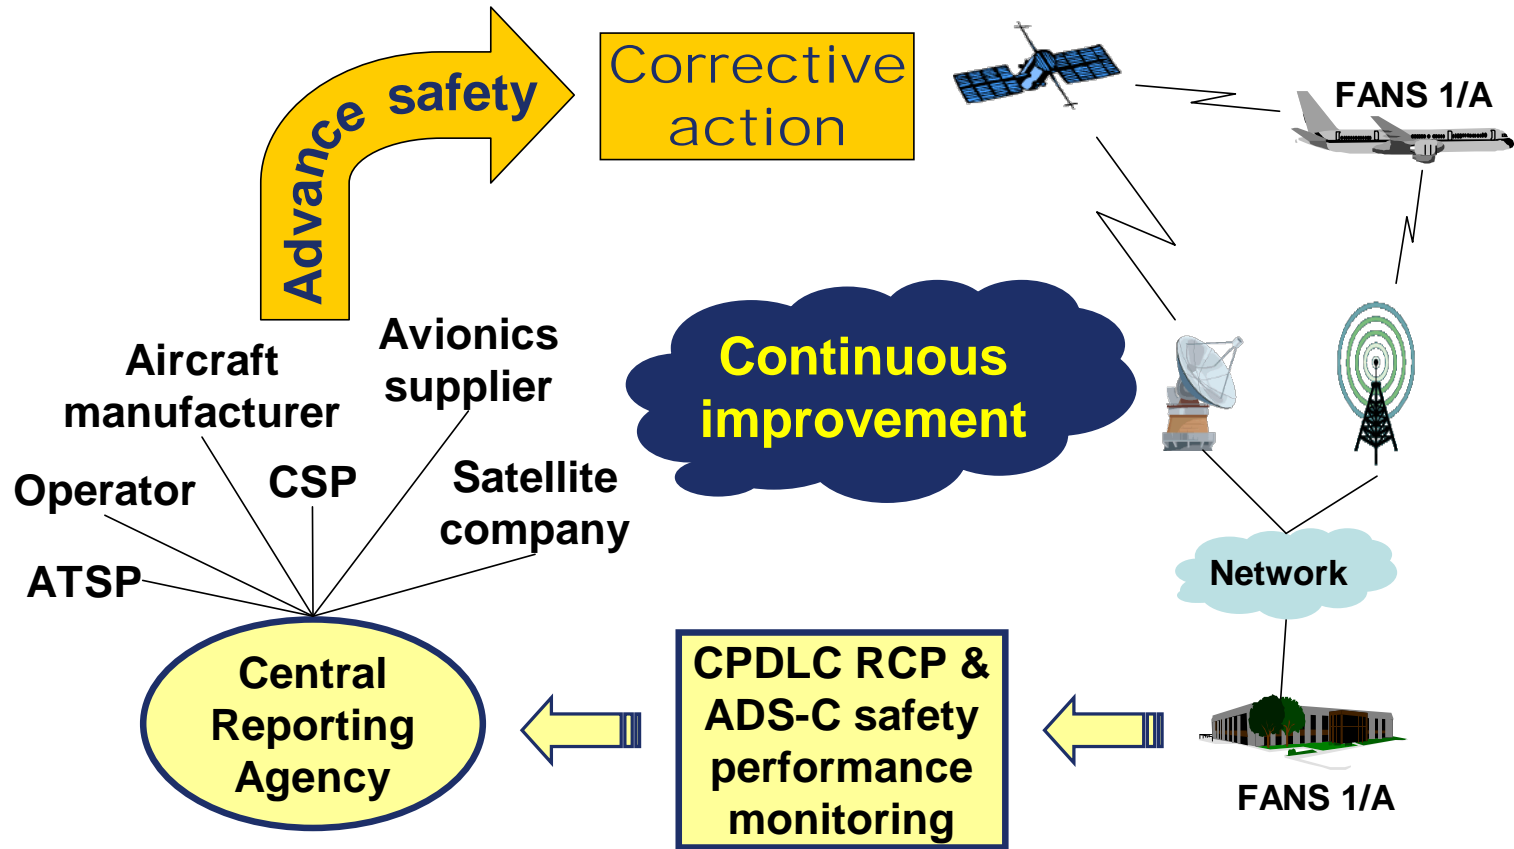 Advance safety
Corrective
action
FANS 1/A
Continuous
improvement
Avionics
supplier
Aircraft
manufacturer
CSP
Satellite
company
Operator
ATSP
Network
Central
Reporting
Agency
CPDLC RCP &
ADS-C safety
performance
monitoring
FANS 1/A